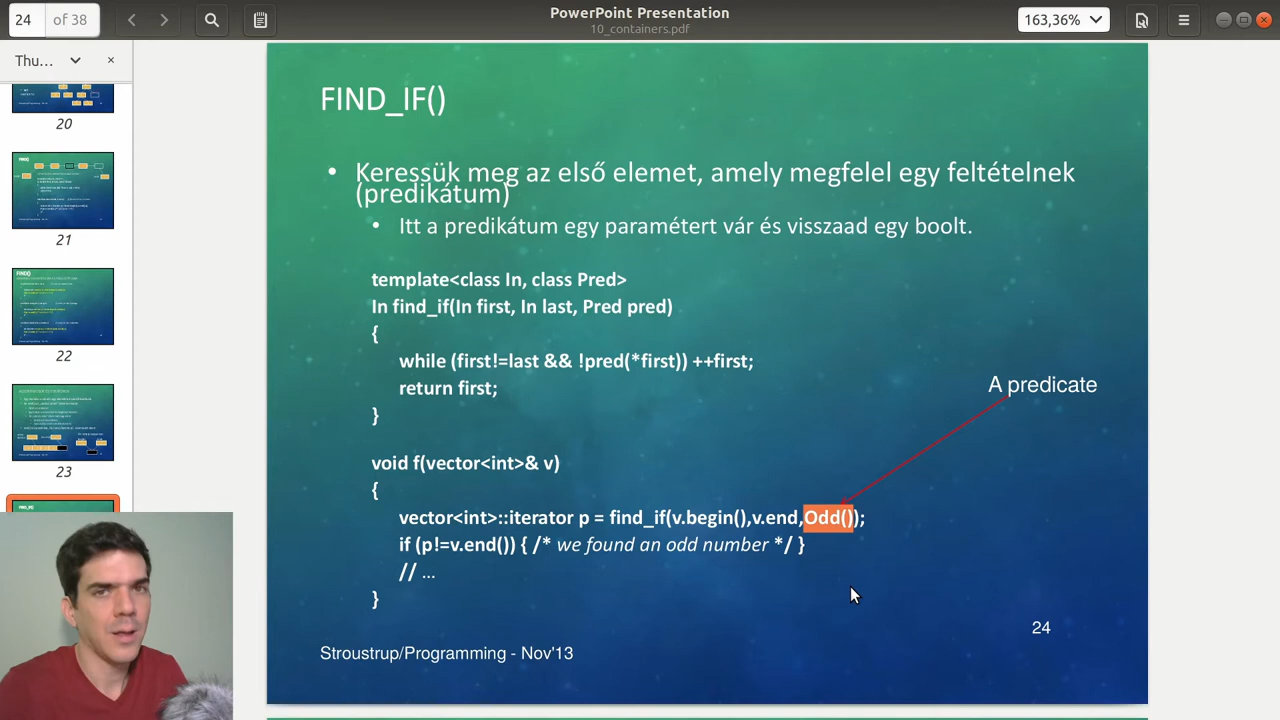 24 of 38
PowerPoint Presentation
10_containers.pdf
163,36%
Thu...
20
21
22
23
FIND_IF()
• Keressük meg az első elemet, amely megfelel egy feltételnek
(predikátum)
• Itt a predikátum egy paramétert vár és visszaad egy boolt.
template<class In, class Pred>
In find_if(In first, In last, Pred pred)
{
while (first!=last && !pred(*first)) ++first;
return first;
}
A predicate
void f(vector<int>& v)
{
vector<int>::iterator p = find_if(v.begin(),v.end,Odd());
if (p!=v.end()) { /* we found an odd number */ }
// ...
}
24
Stroustrup/Programming - Nov'13